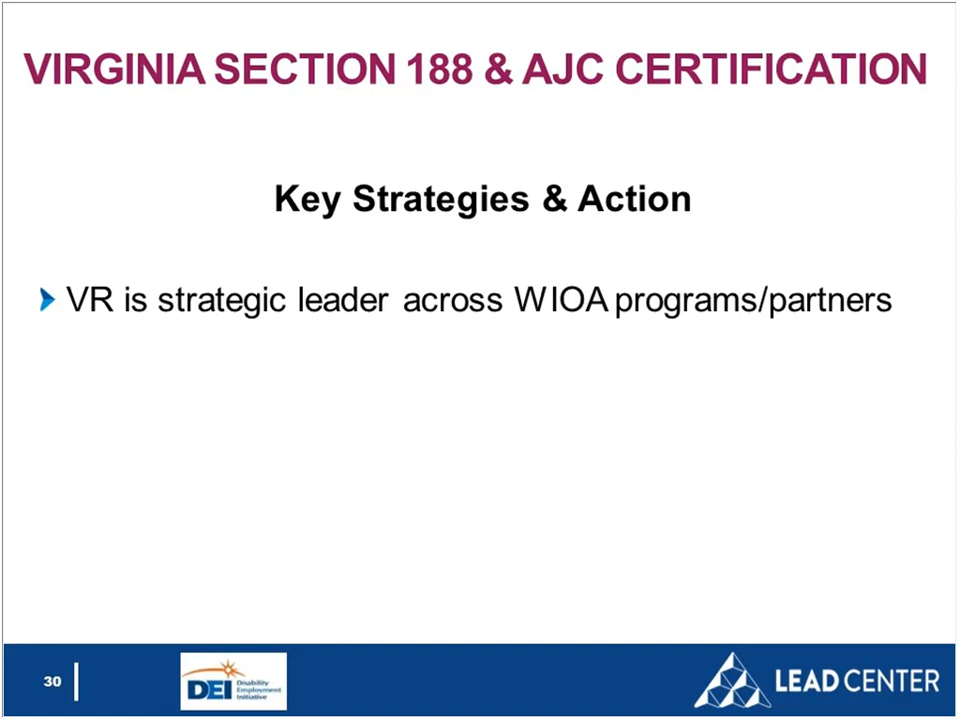 VIRGINIA SECTION 188 & AJC CERTIFICATION
Key Strategies & Action
VR is strategic leader across WIOA programs/partners
30
DEI Disability
Employment
Initiative
LEAD CENTER